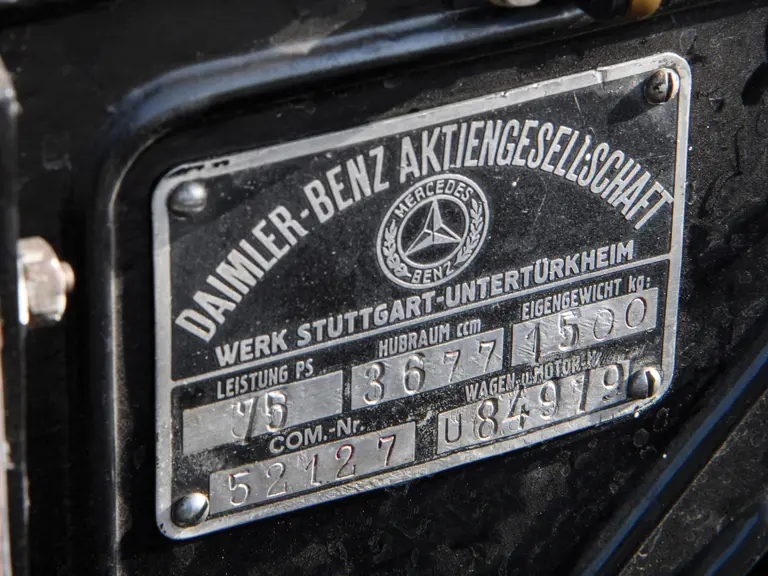 DAIMLER-BENZ AKTIENGESELLSCHAFT
MERCEDES
BENZ
WERK STUTTGART-UNTERTÜRKHEIM
LEISTUNG PS HUBRAUM ccm EIGENGEWICHT kg:
75 3677 1500
COM.-Nr. WAGEN-u.MOTOR-
52127 U84919